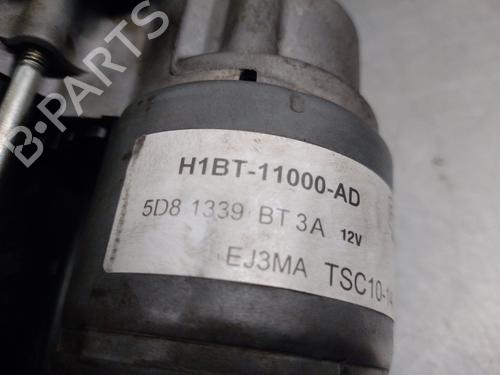 B-PARTS
H1BT-11000-AD
5D8 1339 BT 3A 12V
EJ3MA TSC10-